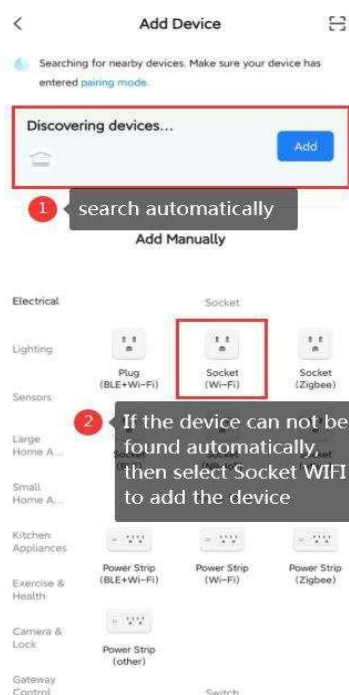 Add Device
Searching for nearby devices. Make sure your device has
entered pairing mode.
Discovering devices...
Add
1 search automatically
Add Manually
Electrical
Lighting
Sensors
Large
Home A...
Small
Home A...
Kitchen
Appliances
Exercise &
Health
Camera &
Lock
Gateway
Control
Socket
Plug
(BLE+Wi-Fi)
Socket
(Wi-Fi)
Socket
(Zigbee)
2 If the device can not be
found automatically,
then select Socket WIFI
to add the device
Power Strip
(BLE+Wi-Fi)
Power Strip
(Wi-Fi)
Power Strip
(Zigbee)
Power Strip
(other)
Switch